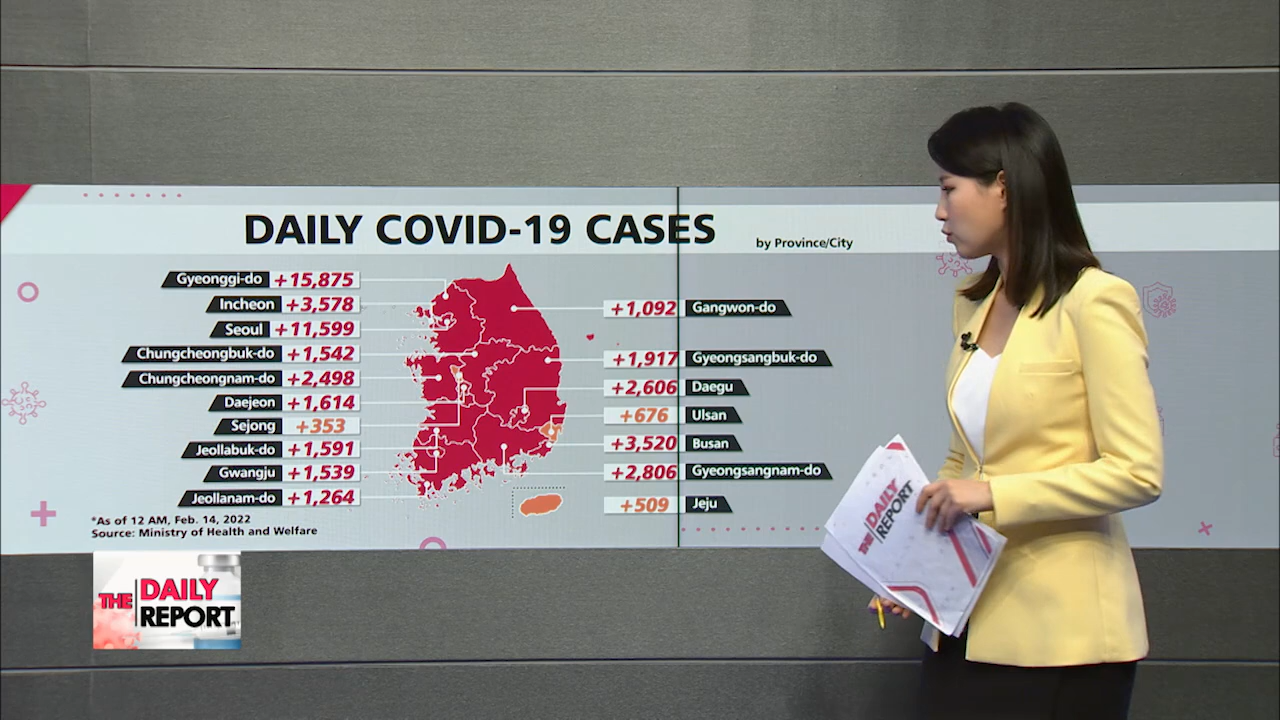 DAILY COVID-19 CASES
by Province/City
Gyeonggi-do +15,875
Incheon +3,578
Seoul +11,599
Chungcheongbuk-do +1,542
Chungcheongnam-do +2,498
Daejeon +1,614
Sejong +353
Jeollabuk-do +1,591
Gwangju +1,539
Jeollanam-do +1,264
+1,092 Gangwon-do
+1,917 Gyeongsangbuk-do
+2,606 Daegu
+676 Ulsan
+3,520 Busan
+2,806 Gyeongsangnam-do
+509 Jeju
*As of 12 AM, Feb. 14, 2022
Source: Ministry of Health and Welfare
THE DAILY
REPORT
THE DAILY
REPORT